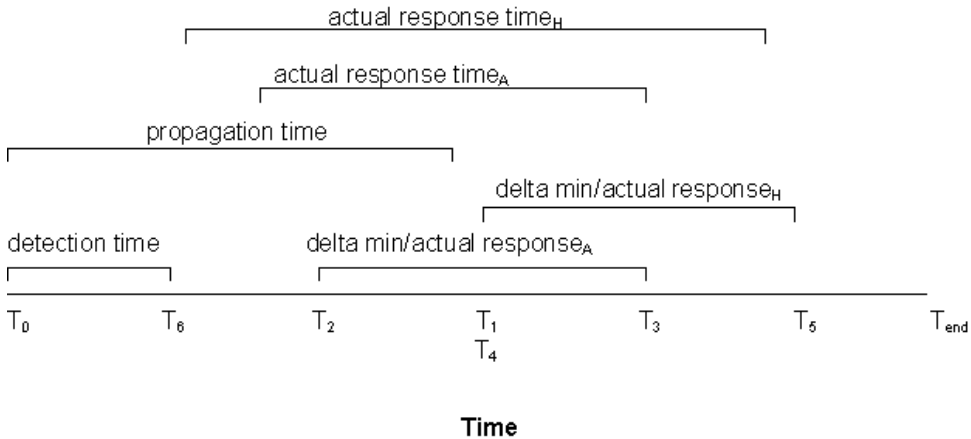 actual response timeH
actual response timeA
propagation time
delta min/actual responseH
detection time delta min/actual responseA
T0 T6 T2 T1 T3 T5 Tend
T4
Time